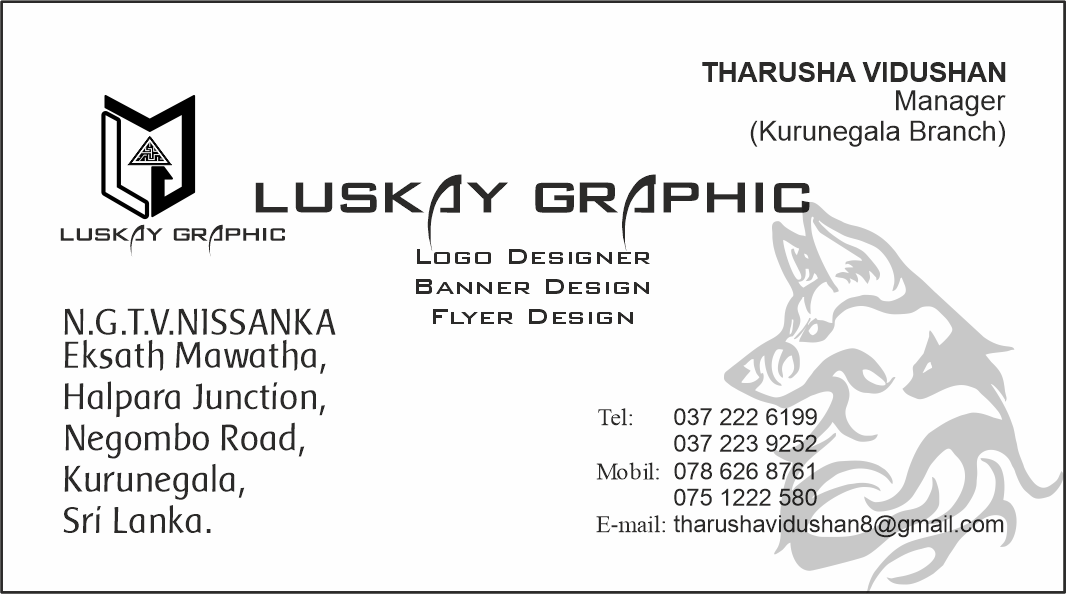 THARUSHA VIDUSHAN
Manager
(Kurunegala Branch)
LUSKAY GRAPHIC
LUSKAY GRAPHIC
Logo Designer
Banner Design
Flyer Design
N.G.T.V.NISSANKA
Eksath Mawatha,
Halpara Junction,
Negombo Road,
Kurunegala,
Sri Lanka.
Tel: 037 222 6199
037 223 9252
Mobil: 078 626 8761
075 1222 580
E-mail: tharushavidushan8@gmail.com